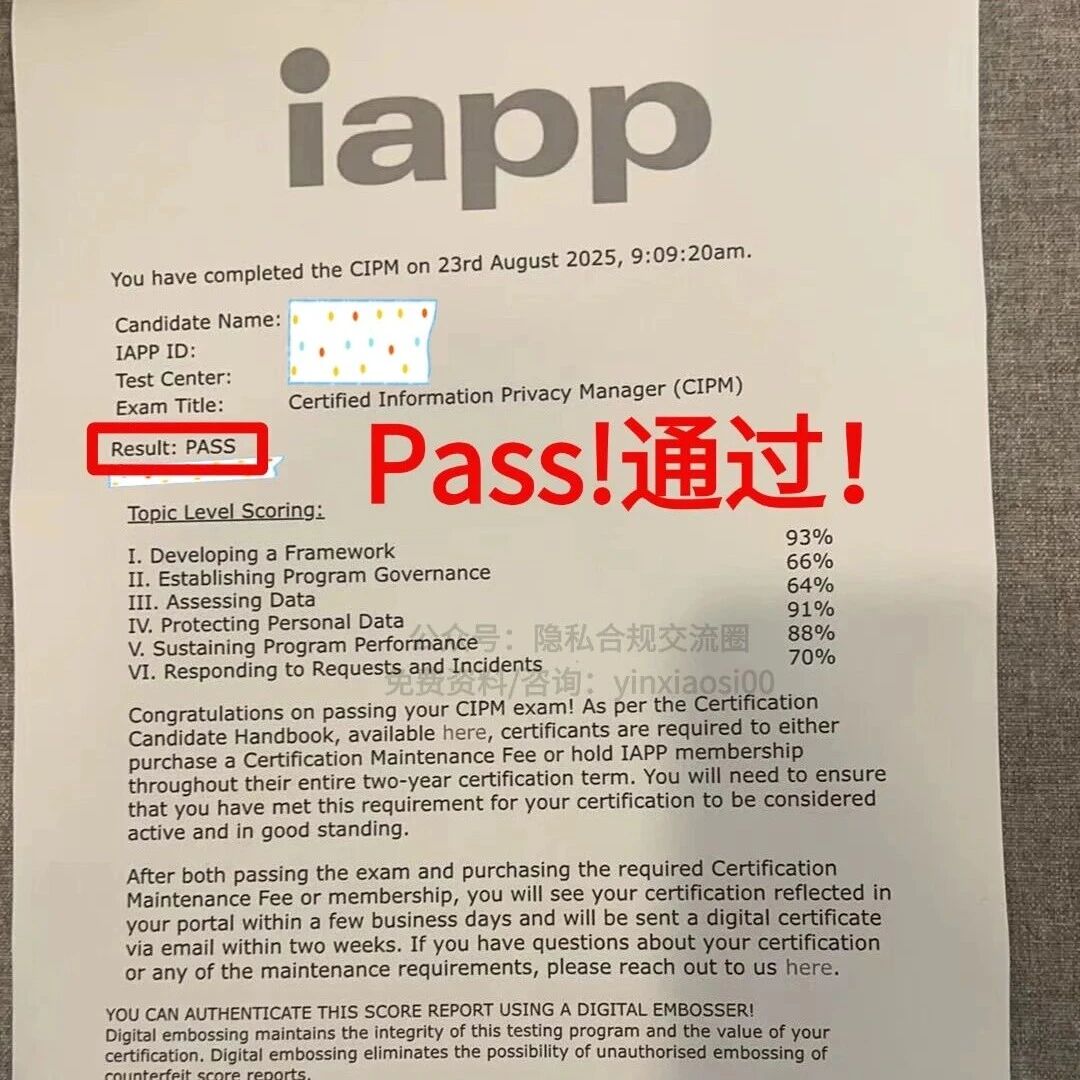 iapp
You have completed the CIPM on 23rd August 2025, 9:09:20am.
Candidate Name:
IAPP ID:
Test Center:
Exam Title: Certified Information Privacy Manager (CIPM)
Result: PASS
Pass!通过!
Topic Level Scoring:
I. Developing a Framework 93%
II. Establishing Program Governance 66%
III. Assessing Data 64%
IV. Protecting Personal Data 91%
V. Sustaining Program Performance 88%
VI. Responding to Requests and Incidents 70%
公众号：隐私合规交流圈
免费资料/咨询：yinxiaosi00
Congratulations on passing your CIPM exam! As per the Certification
Candidate Handbook, available here, certificants are required to either
purchase a Certification Maintenance Fee or hold IAPP membership
throughout their entire two-year certification term. You will need to ensure
that you have met this requirement for your certification to be considered
active and in good standing.
After both passing the exam and purchasing the required Certification
Maintenance Fee or membership, you will see your certification reflected in
your portal within a few business days and will be sent a digital certificate
via email within two weeks. If you have questions about your certification
or any of the maintenance requirements, please reach out to us here.
YOU CAN AUTHENTICATE THIS SCORE REPORT USING A DIGITAL EMBOSSER!
Digital embossing maintains the integrity of this testing program and the value of your
certification. Digital embossing eliminates the possibility of unauthorised embossing of
counterfeit score reports.